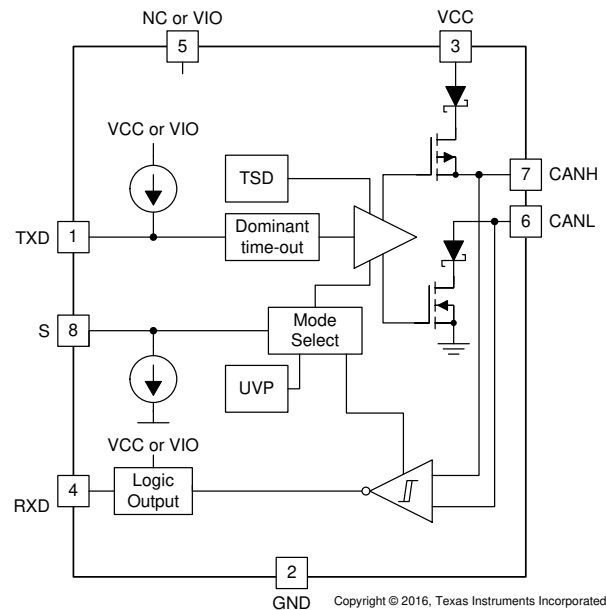 NC or VIO
VCC
5
3
VCC or VIO
TSD
7
CANH
6
CANL
TXD
1
Dominant
time-out
S
8
Mode
Select
UVP
VCC or VIO
RXD
4
Logic
Output
2
GND
Copyright © 2016, Texas Instruments Incorporated